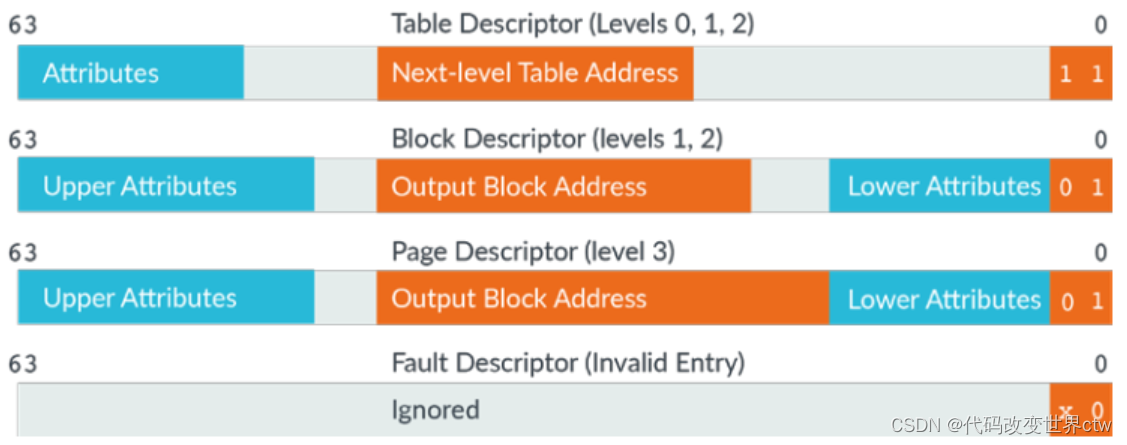 63 Table Descriptor (Levels 0, 1, 2) 0
Attributes Next-level Table Address 1 1
63 Block Descriptor (levels 1, 2) 0
Upper Attributes Output Block Address Lower Attributes 0 1
63 Page Descriptor (level 3) 0
Upper Attributes Output Block Address Lower Attributes 0 1
63 Fault Descriptor (Invalid Entry) 0
Ignored x 0
CSDN @代码改变世界ctw